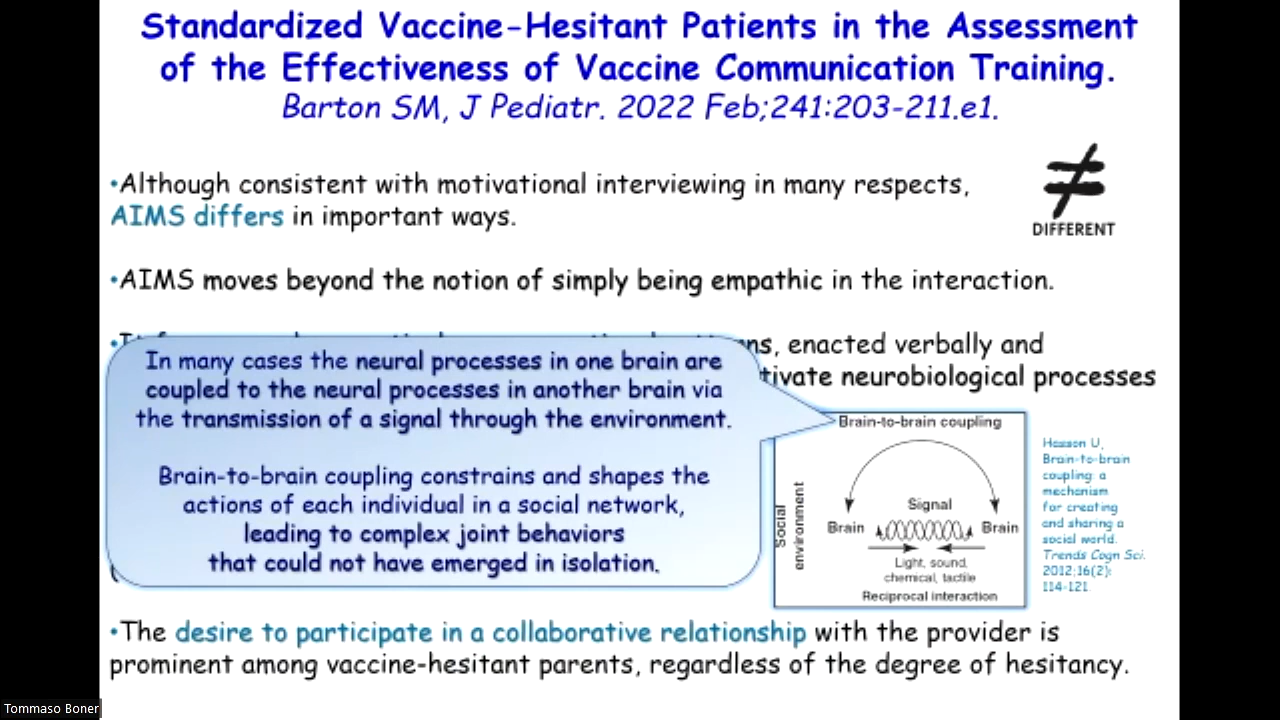 Standardized Vaccine-Hesitant Patients in the Assessment
of the Effectiveness of Vaccine Communication Training.
Barton SM, J Pediatr. 2022 Feb;241:203-211.e1.
•Although consistent with motivational interviewing in many respects,
AIMS differs in important ways.
DIFFERENT
•AIMS moves beyond the notion of simply being empathic in the interaction.
enacted verbally and
neurobiological processes
In many cases the neural processes in one brain are
coupled to the neural processes in another brain via
the transmission of a signal through the environment.
Brain-to-brain coupling constrains and shapes the
actions of each individual in a social network,
leading to complex joint behaviors
that could not have emerged in isolation.
Brain-to-brain coupling
Social
environment
Signal
Brain
Brain
Light, sound,
chemical, tactile
Reciprocal interaction
Hasson U,
Brain-to-brain
coupling: a
mechanism
for creating
and sharing a
social world.
Trends Cogn Sci.
2012;16(2):
114-121.
•The desire to participate in a collaborative relationship with the provider is
prominent among vaccine-hesitant parents, regardless of the degree of hesitancy.
Tommaso Boner